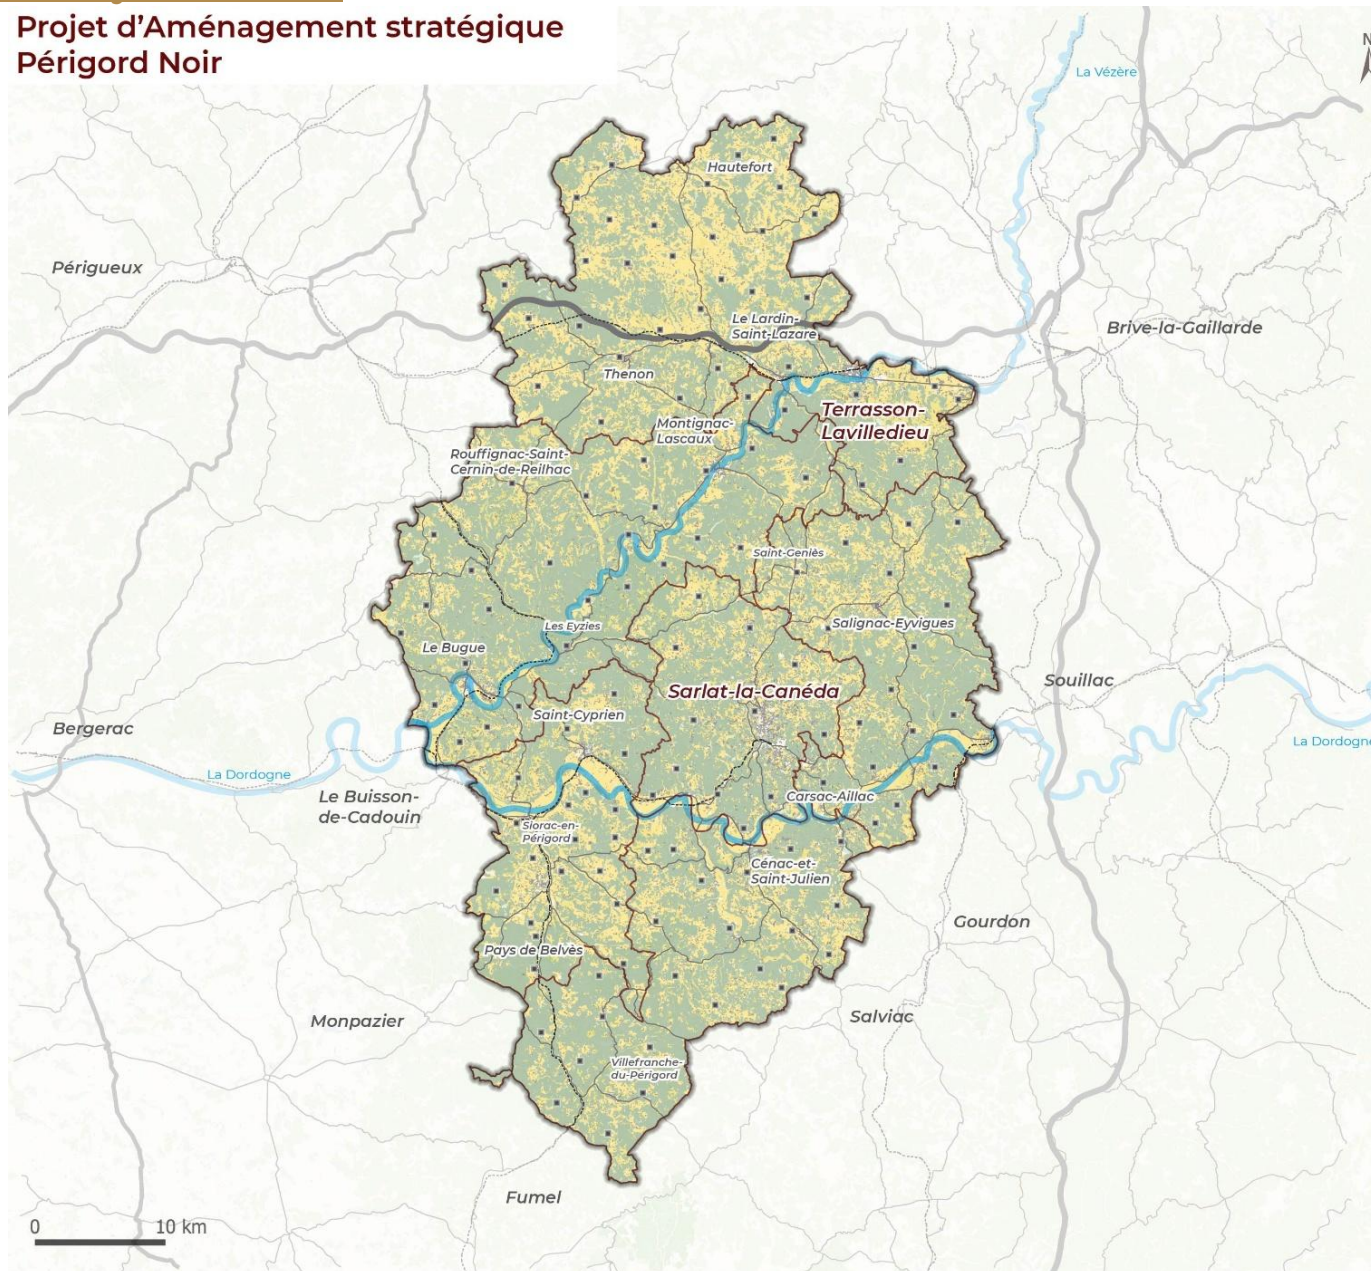 Projet d'Aménagement stratégique
Périgord Noir
N
La Vézère
Hautefort
Périgueux
Le Lardin-
Saint-Lazare
Brive-la-Gaillarde
Thenon
Terrasson-
Lavilledieu
Montignac-
Lascaux
Rouffignac-Saint-
Cernin-de-Reilhac
Saint-Geniès
Les Eyzies
Salignac-Eyvigues
Le Bugue
Souillac
Sarlat-la-Canéda
Saint-Cyprien
Bergerac
La Dordogne
La Dordogne
Le Buisson-
de-Cadouin
Carsac-Aillac
Siorac-en-
Périgord
Cénac-et-
Saint-Julien
Gourdon
Pays de Belvès
Monpazier
Salviac
Villefranche-
du-Périgord
Fumel
0 10 km